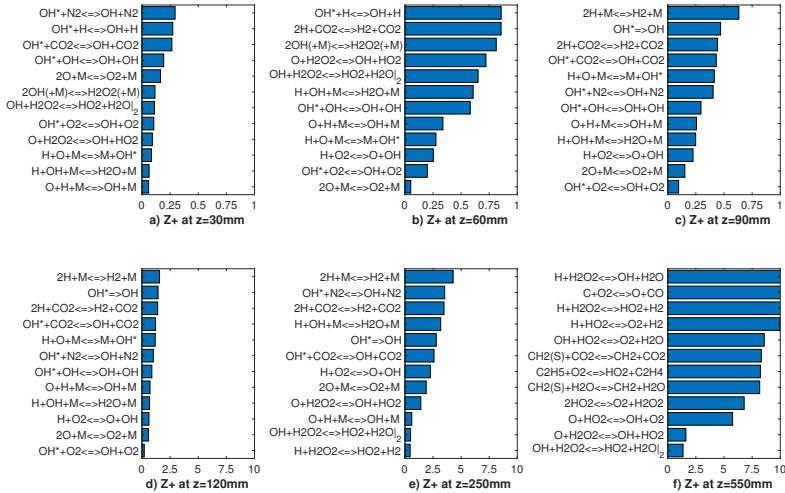 OH*+N2<=>OH+N2
OH*+H<=>OH+H
OH*+CO2<=>OH+CO2
OH*+OH<=>OH+OH
2O+M<=>O2+M
2OH(+M)<=>H2O2(+M)
OH+H2O2<=>HO2+H2O|2
OH*+O2<=>OH+O2
O+H2O2<=>OH+HO2
H+O+M<=>M+OH*
H+OH+M<=>H2O+M
O+H+M<=>OH+M
0 0.25 0.5 0.75 1
a) Z+ at z=30mm
OH*+H<=>OH+H
2H+CO2<=>H2+CO2
2OH(+M)<=>H2O2(+M)
O+H2O2<=>OH+HO2
OH+H2O2<=>HO2+H2O|2
H+OH+M<=>H2O+M
OH*+OH<=>OH+OH
O+H+M<=>OH+M
H+O+M<=>M+OH*
H+O2<=>O+OH
OH*+O2<=>OH+O2
2O+M<=>O2+M
0 0.25 0.5 0.75 1
b) Z+ at z=60mm
2H+M<=>H2+M
OH*=>OH
2H+CO2<=>H2+CO2
OH*+CO2<=>OH+CO2
H+O+M<=>M+OH*
OH*+N2<=>OH+N2
OH*+OH<=>OH+OH
O+H+M<=>OH+M
H+OH+M<=>H2O+M
H+O2<=>O+OH
2O+M<=>O2+M
OH*+O2<=>OH+O2
0 0.25 0.5 0.75 1
c) Z+ at z=90mm
2H+M<=>H2+M
OH*=>OH
2H+CO2<=>H2+CO2
OH*+CO2<=>OH+CO2
H+O+M<=>M+OH*
OH*+N2<=>OH+N2
OH*+OH<=>OH+OH
O+H+M<=>OH+M
H+OH+M<=>H2O+M
H+O2<=>O+OH
2O+M<=>O2+M
OH*+O2<=>OH+O2
0 2 4 6 8 10
d) Z+ at z=120mm
2H+M<=>H2+M
OH*+N2<=>OH+N2
2H+CO2<=>H2+CO2
H+OH+M<=>H2O+M
OH*=>OH
OH*+CO2<=>OH+CO2
H+O2<=>O+OH
2O+M<=>O2+M
O+H2O2<=>OH+HO2
O+H+M<=>OH+M
OH+H2O2<=>HO2+H2O|2
H+H2O2<=>HO2+H2
0 2 4 6 8 10
e) Z+ at z=250mm
H+H2O2<=>OH+H2O
C+O2<=>O+CO
H+H2O2<=>HO2+H2
H+HO2<=>O2+H2
OH+HO2<=>O2+H2O
CH2(S)+CO2<=>CH2+CO2
C2H5+O2<=>HO2+C2H4
CH2(S)+H2O<=>CH2+H2O
2HO2<=>O2+H2O2
O+HO2<=>OH+O2
O+H2O2<=>OH+HO2
OH+H2O2<=>HO2+H2O|2
0 2 4 6 8 10
f) Z+ at z=550mm